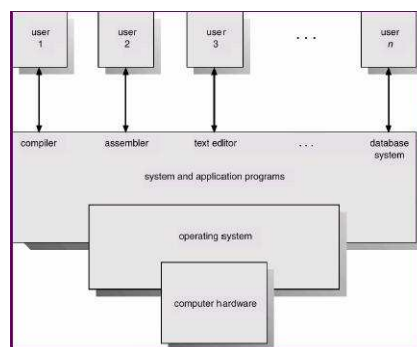 user
1
user
2
user
3
. . .
user
n
compiler
assembler
text editor
. . .
database
system
system and application programs
operating system
computer hardware